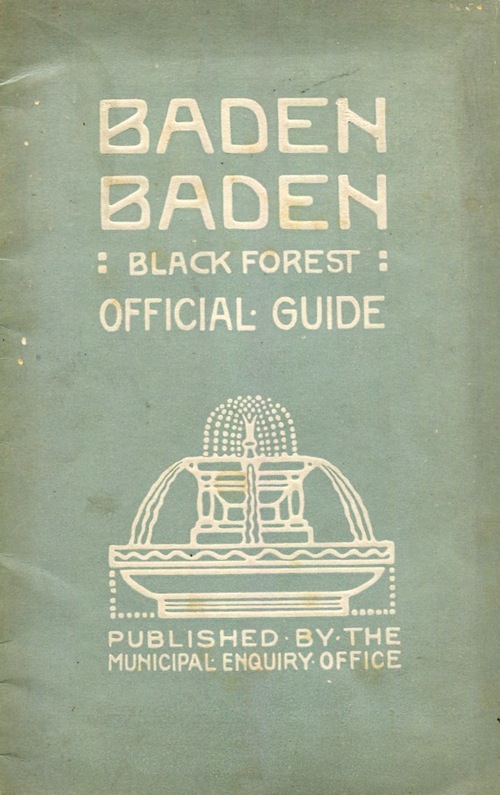 BADEN
BADEN
: BLACK FOREST :
OFFICIAL· GUIDE
PUBLISHED·BY·THE
MUNICIPAL·ENQUIRY·OFFICE